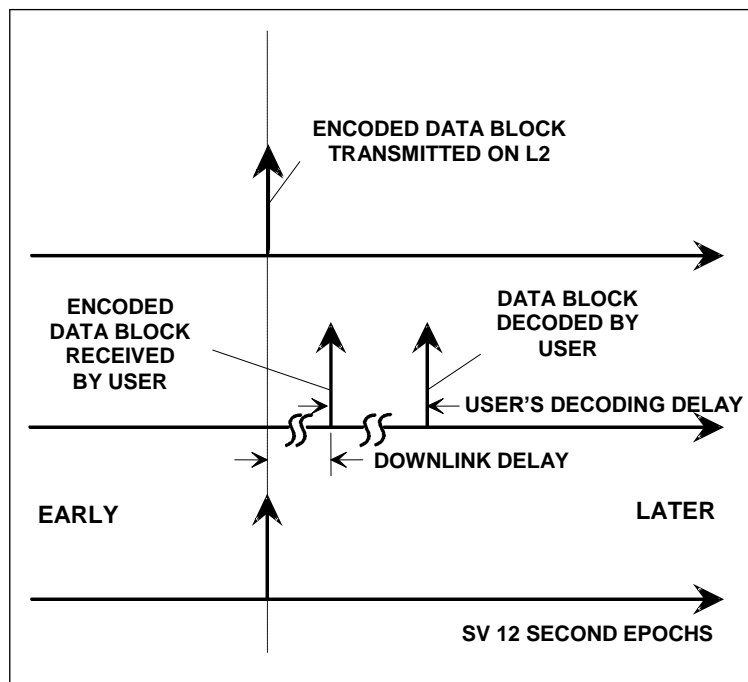 ENCODED DATA BLOCK
TRANSMITTED ON L2
ENCODED
DATA BLOCK
RECEIVED
BY USER
DATA BLOCK
DECODED BY
USER
USER'S DECODING DELAY
DOWNLINK DELAY
EARLY
LATER
SV 12 SECOND EPOCHS